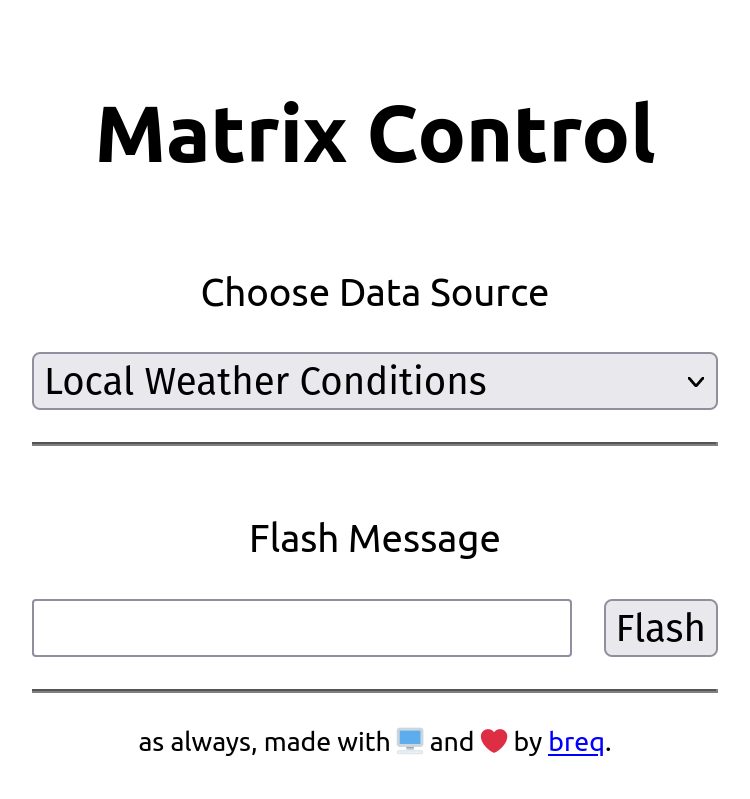 Matrix Control
Choose Data Source
Local Weather Conditions
Flash Message
Flash
as always, made with 🖥️ and ❤️ by breq.